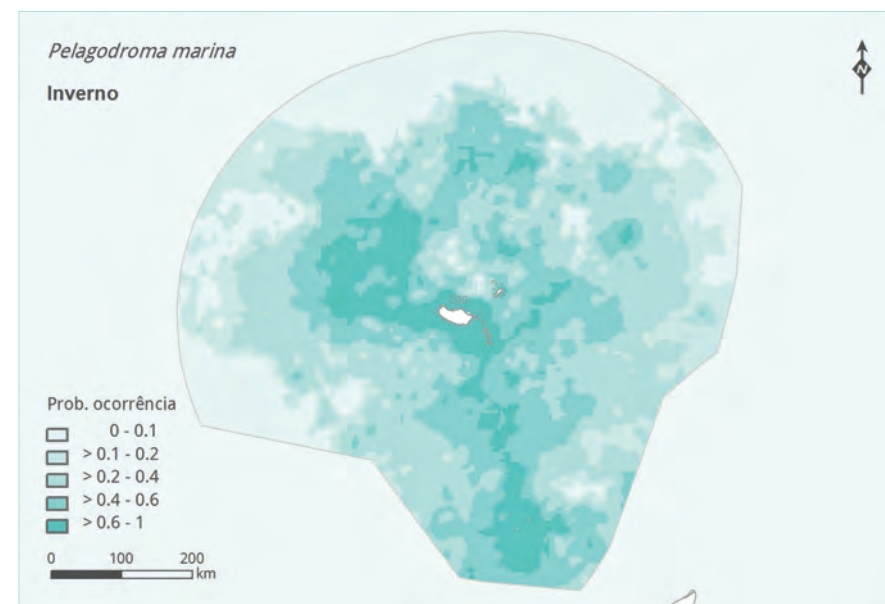 Pelagodroma marina
N
Inverno
Prob. ocorrência
0 - 0.1
> 0.1 - 0.2
> 0.2 - 0.4
> 0.4 - 0.6
> 0.6 - 1
0 100 200
km